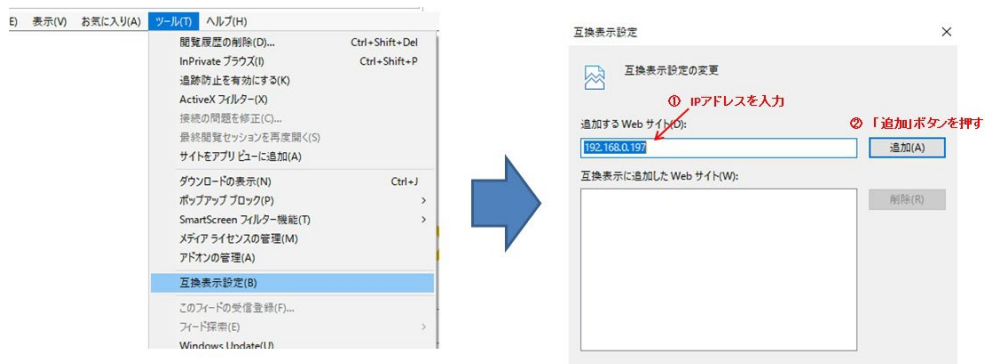 E) 表示(V) お気に入り(A) ツール(T) ヘルプ(H)
閲覧履歴の削除(D)... Ctrl+Shift+Del
InPrivate ブラウズ(I) Ctrl+Shift+P
追跡防止を有効にする(K)
ActiveX フィルター(X)
接続の問題を修正(C)...
最終閲覧セッションを再度開く(S)
サイトをアプリ ビューに追加(A)
ダウンロードの表示(N) Ctrl+J
ポップアップ ブロック(P)
SmartScreen フィルター機能(T)
メディア ライセンスの管理(M)
アドオンの管理(A)
互換表示設定(B)
このフィードの受信登録(F)...
フィード探索(E)
Windows Update(U)
互換表示設定
互換表示設定の変更
① IPアドレスを入力
追加する Web サイト(D):
② 「追加」ボタンを押す
192.168.0.197
追加(A)
互換表示に追加した Web サイト(W):
削除(R)